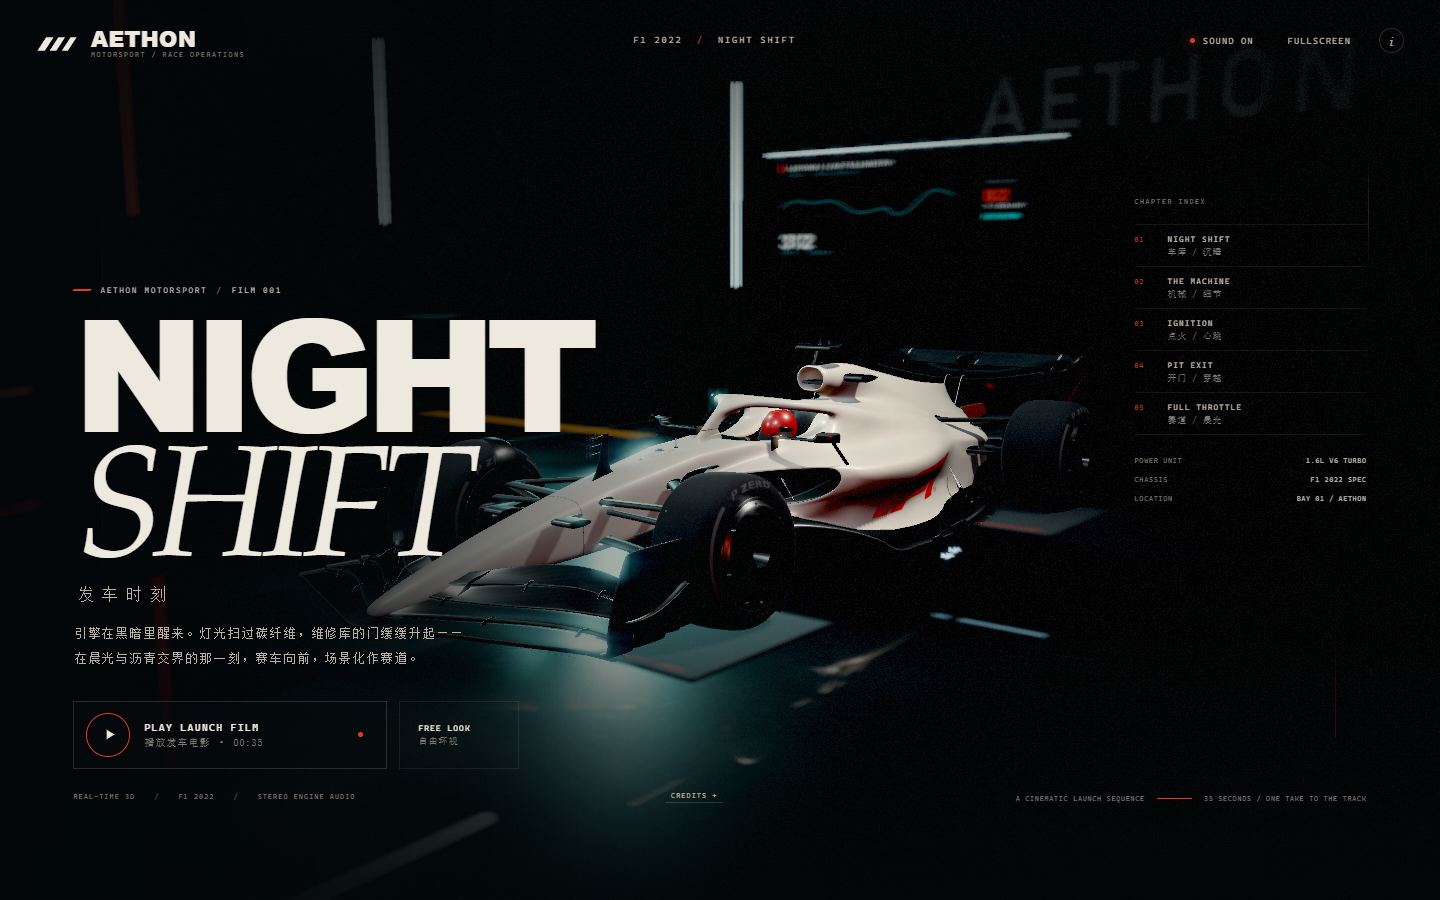 AETHON
MOTORSPORT / RACE OPERATIONS
F1 2022 / NIGHT SHIFT
SOUND ON
FULLSCREEN
i
AETHON
CHAPTER INDEX
01 NIGHT SHIFT
车库 / 沉睡
02 THE MACHINE
机械 / 细节
03 IGNITION
点火 / 心跳
04 PIT EXIT
开门 / 穿越
05 FULL THROTTLE
赛道 / 晨光
POWER UNIT 1.6L V6 TURBO
CHASSIS F1 2022 SPEC
LOCATION BAY 01 / AETHON
AETHON MOTORSPORT / FILM 001
NIGHT
SHIFT
发车时刻
引擎在黑暗里醒来。灯光扫过碳纤维，维修库的门缓缓升起——
在晨光与沥青交界的那一刻，赛车向前，场景化作赛道。
P ZERO
PLAY LAUNCH FILM
播放发车电影 · 00:35
FREE LOOK
自由环视
REAL-TIME 3D / F1 2022 / STEREO ENGINE AUDIO
CREDITS +
A CINEMATIC LAUNCH SEQUENCE
35 SECONDS / ONE TAKE TO THE TRACK